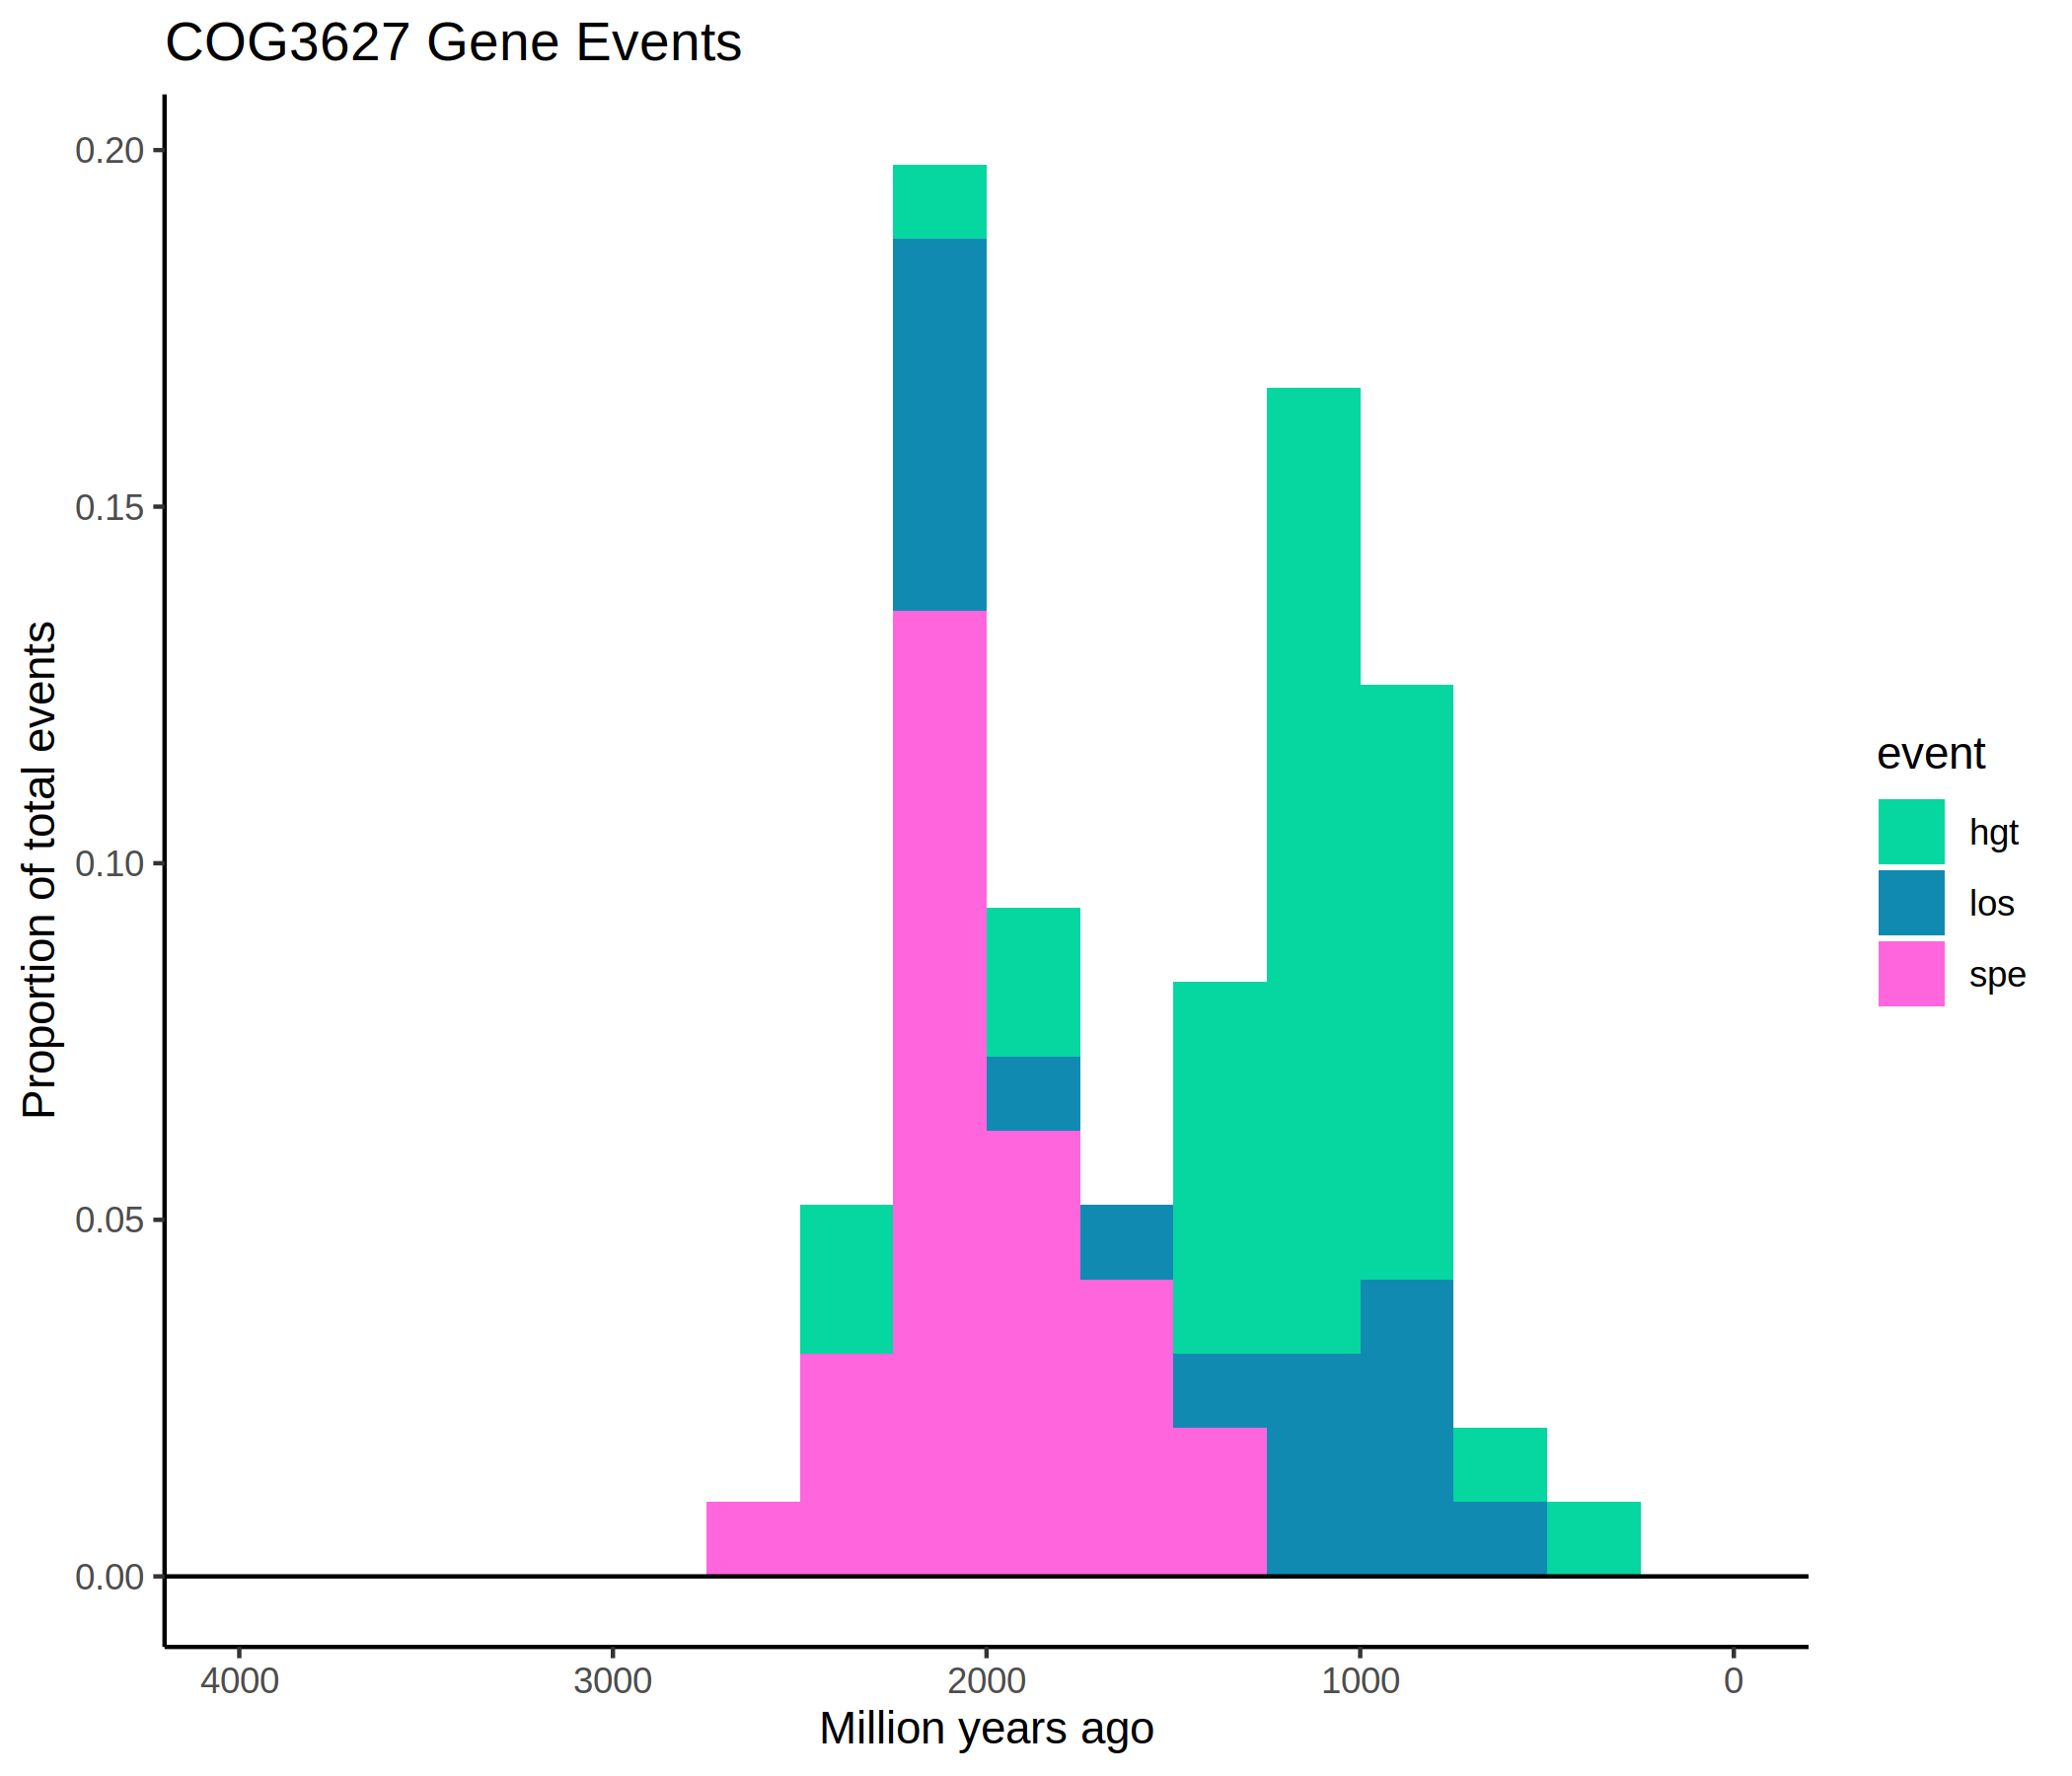 COG3627 Gene Events
Proportion of total events
0.20
0.15
0.10
0.05
0.00
4000 3000 2000 1000 0
Million years ago
event
hgt
los
spe